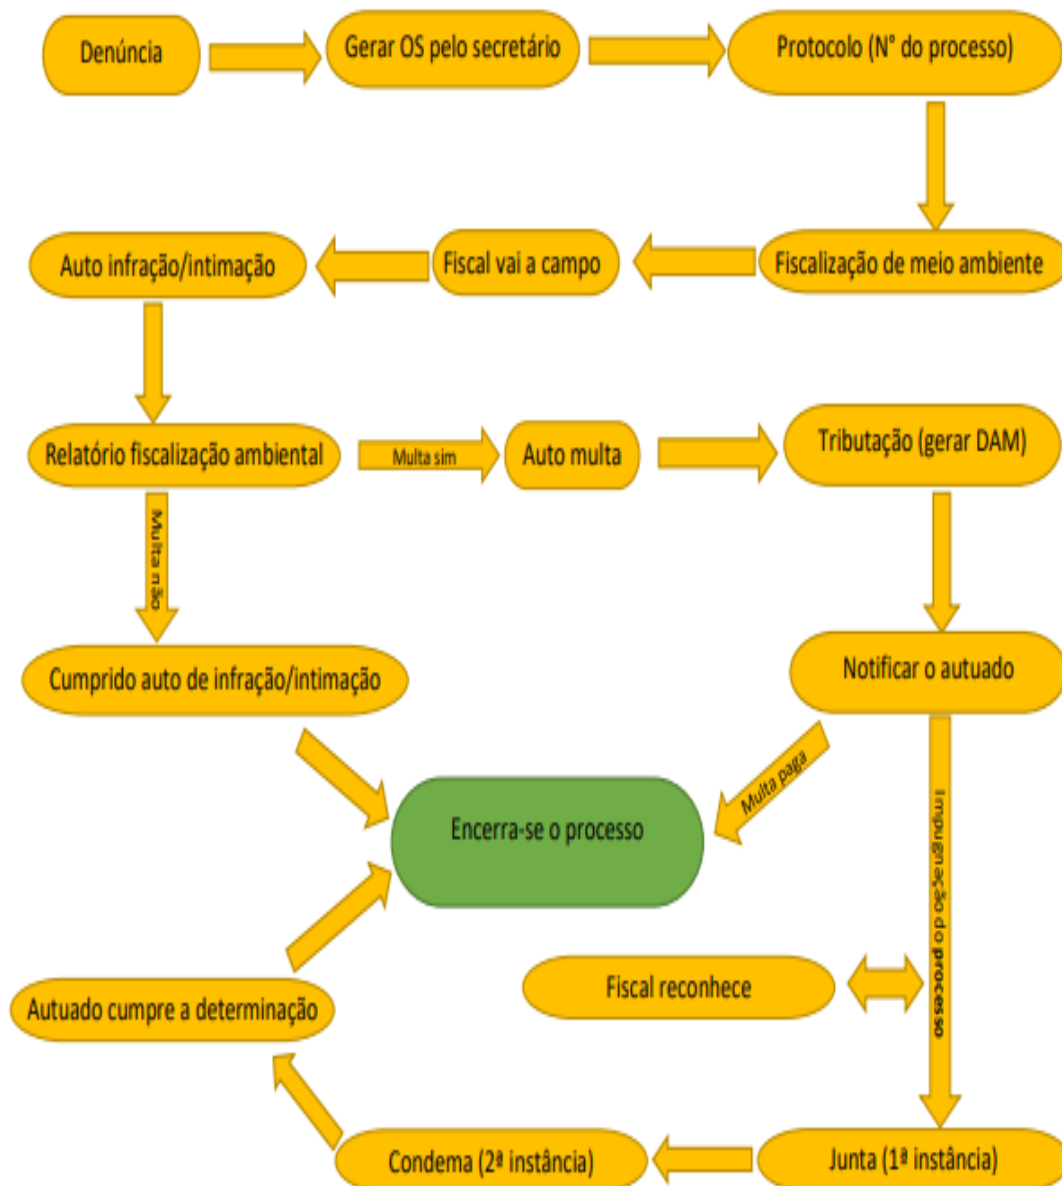 Denúncia
Gerar OS pelo secretário
Protocolo (N° do processo)
Auto infração/intimação
Fiscal vai a campo
Fiscalização de meio ambiente
Relatório fiscalização ambiental
Multa sim
Auto multa
Tributação (gerar DAM)
Multa não
Cumprido auto de infração/intimação
Notificar o autuado
Multa paga
Encerra-se o processo
Impugnação do processo
Fiscal reconhece
Autuado cumpre a determinação
Condema (2ª instância)
Junta (1ª instância)